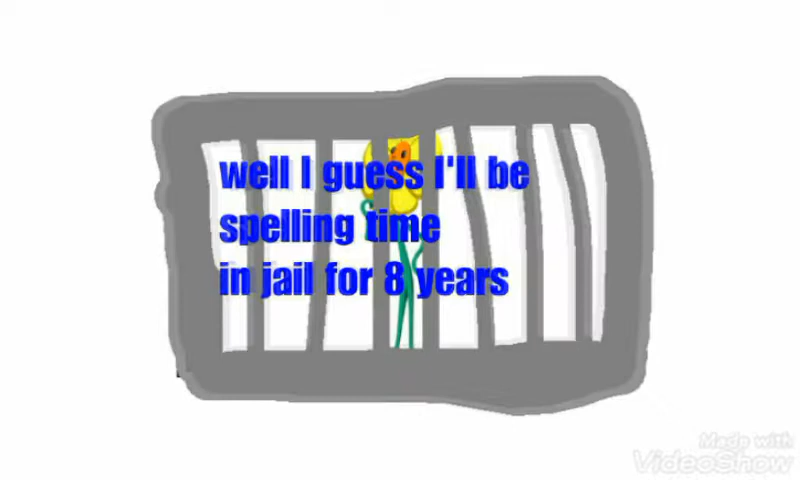 well I guess I'll be
spelling time
in jail for 8 years
Made with
VideoShow